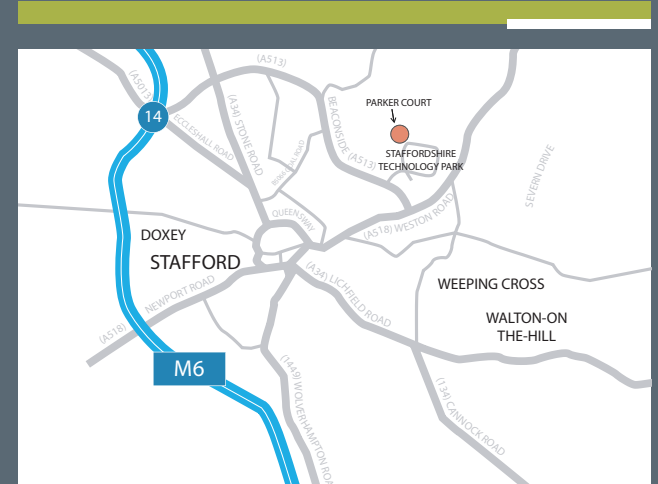 (A513)
(A5013)
PARKER COURT
BEACONSIDE (A513)
14
(A34) STONE ROAD
ECCLESHALL ROAD
STAFFORDSHIRE
TECHNOLOGY PARK
SEVERN DRIVE
QUEENSWAY
(A518) WESTON ROAD
DOXEY
STAFFORD
(A34) LICHFIELD ROAD
WEEPING CROSS
NEWPORT ROAD
(A518)
WALTON-ON
THE-HILL
M6
(1449) WOLVERHAMPTON
(134) CANNOCK ROAD